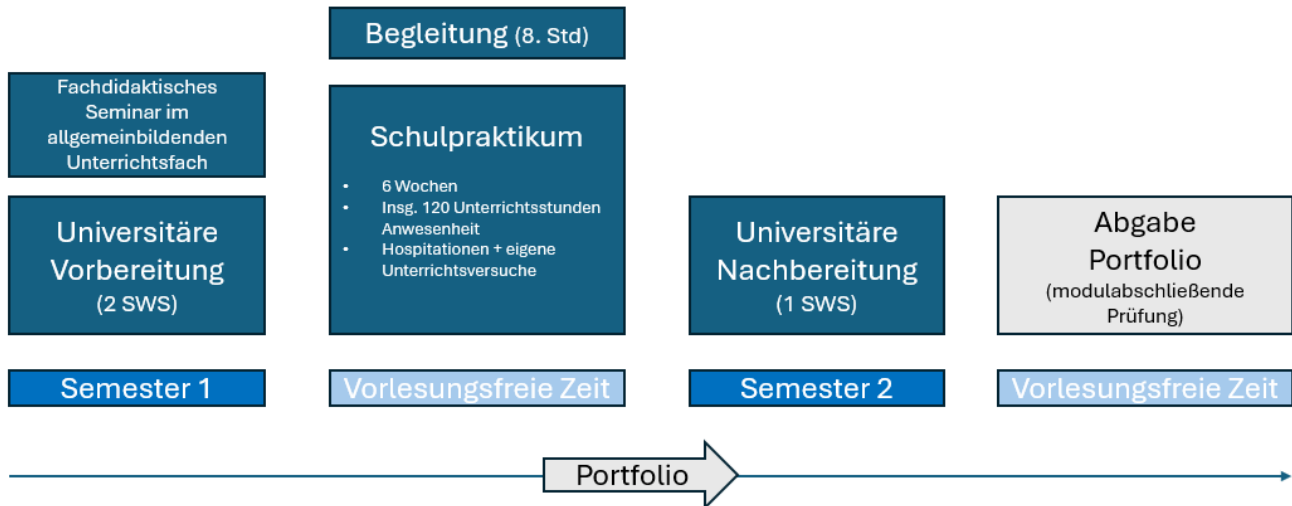 Begleitung (8. Std)
Fachdidaktisches
Seminar im
allgemeinbildenden
Unterrichtsfach
Universitäre
Vorbereitung
(2 SWS)
Schulpraktikum
• 6 Wochen
• Insg. 120 Unterrichtsstunden
Anwesenheit
• Hospitationen + eigene
Unterrichtsversuche
Universitäre
Nachbereitung
(1 SWS)
Abgabe
Portfolio
(modulabschließende
Prüfung)
Semester 1
Vorlesungsfreie Zeit
Semester 2
Vorlesungsfreie Zeit
Portfolio